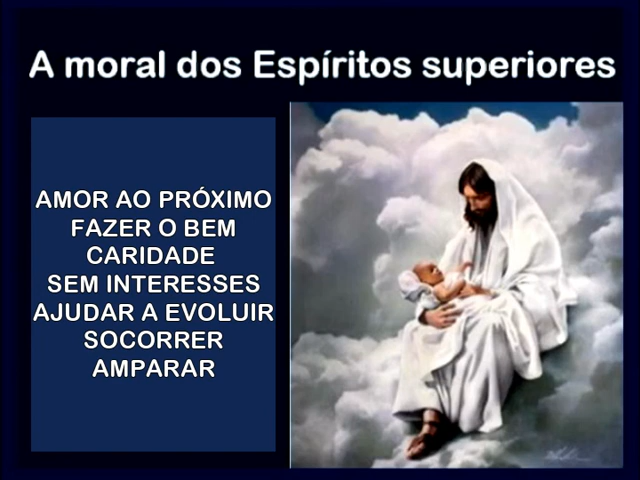 A moral dos Espíritos superiores
AMOR AO PRÓXIMO
FAZER O BEM
CARIDADE
SEM INTERESSES
AJUDAR A EVOLUIR
SOCORRER
AMPARAR